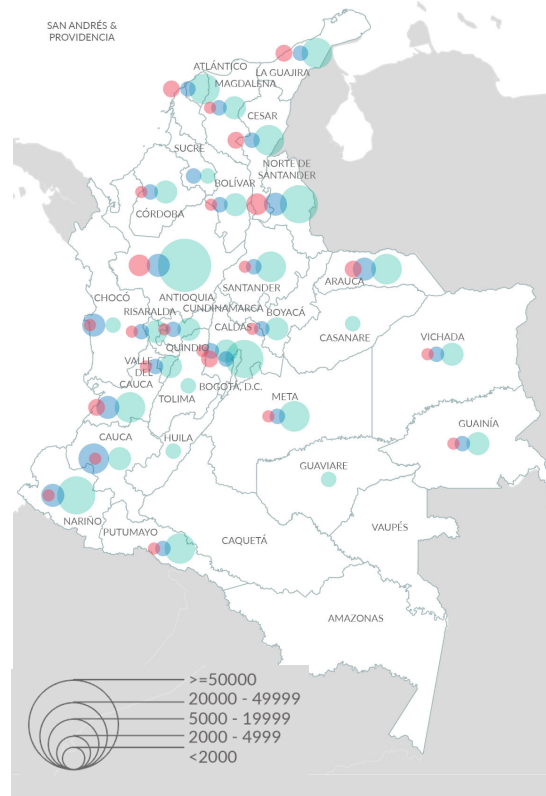 SAN ANDRÉS &
PROVIDENCIA
ATLÁNTICO
LA GUAJIRA
MAGDALENA
CESAR
SUCRE
NORTE DE
SANTANDER
BOLÍVAR
CÓRDOBA
SANTANDER
ARAUCA
CHOCÓ
ANTIOQUIA
CUNDINAMARCA
RISARALDA
BOYACÁ
CALDAS
CASANARE
VICHADA
QUINDÍO
VALLE
DEL
CAUCA
BOGOTÁ, D.C.
TOLIMA
META
GUAINÍA
CAUCA
HUILA
GUAVIARE
NARIÑO
PUTUMAYO
CAQUETÁ
VAUPÉS
AMAZONAS
>=50000
20000 - 49999
5000 - 19999
2000 - 4999
<2000